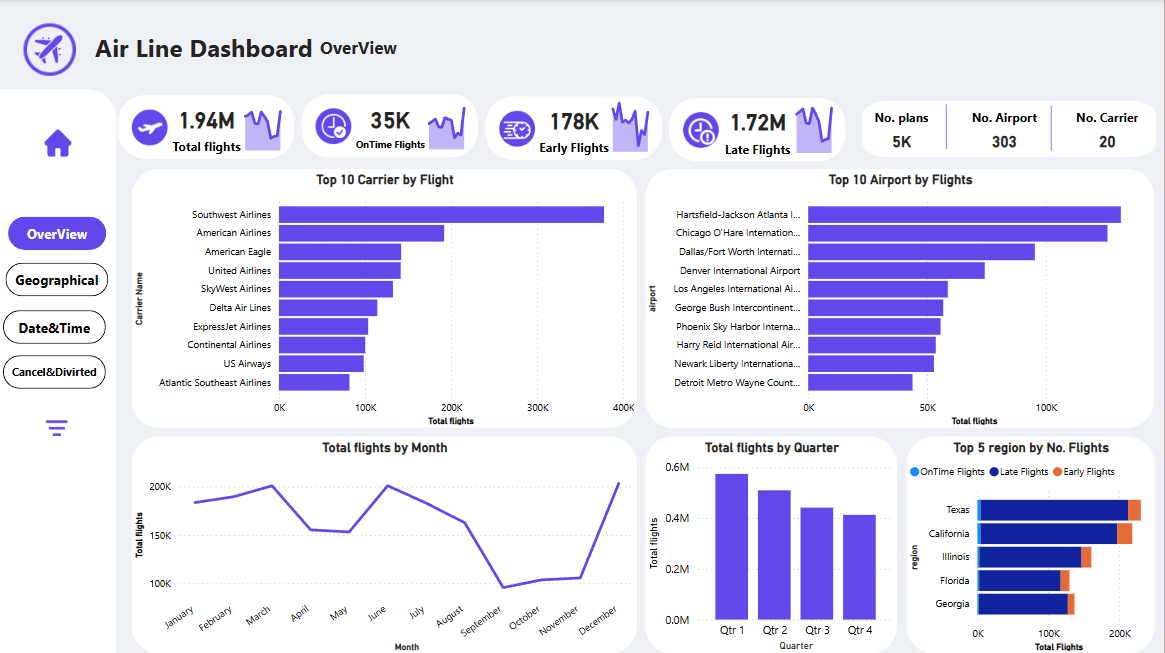 Air Line Dashboard OverView
1.94M
Total flights
35K
OnTime Flights
178K
Early Flights
1.72M
Late Flights
No. plans
5K
No. Airport
303
No. Carrier
20
OverView
Geographical
Date&Time
Cancel&Divirted
Top 10 Carrier by Flight
Carrier Name
Southwest Airlines
American Airlines
American Eagle
United Airlines
SkyWest Airlines
Delta Air Lines
ExpressJet Airlines
Continental Airlines
US Airways
Atlantic Southeast Airlines
0K 100K 200K 300K 400K
Total flights
Top 10 Airport by Flights
airport
Hartsfield-Jackson Atlanta I...
Chicago O'Hare Internation...
Dallas/Fort Worth Internati...
Denver International Airport
Los Angeles International Ai...
George Bush Intercontinent...
Phoenix Sky Harbor Interna...
Harry Reid International Air...
Newark Liberty Internationa...
Detroit Metro Wayne Count...
0K 50K 100K
Total flights
Total flights by Month
Total flights
200K
150K
100K
January February March April May June July August September October November December
Month
Total flights by Quarter
Total flights
0.6M
0.4M
0.2M
0.0M
Qtr 1 Qtr 2 Qtr 3 Qtr 4
Quarter
Top 5 region by No. Flights
OnTime Flights Late Flights Early Flights
region
Texas
California
Illinois
Florida
Georgia
0K 100K 200K
Total Flights